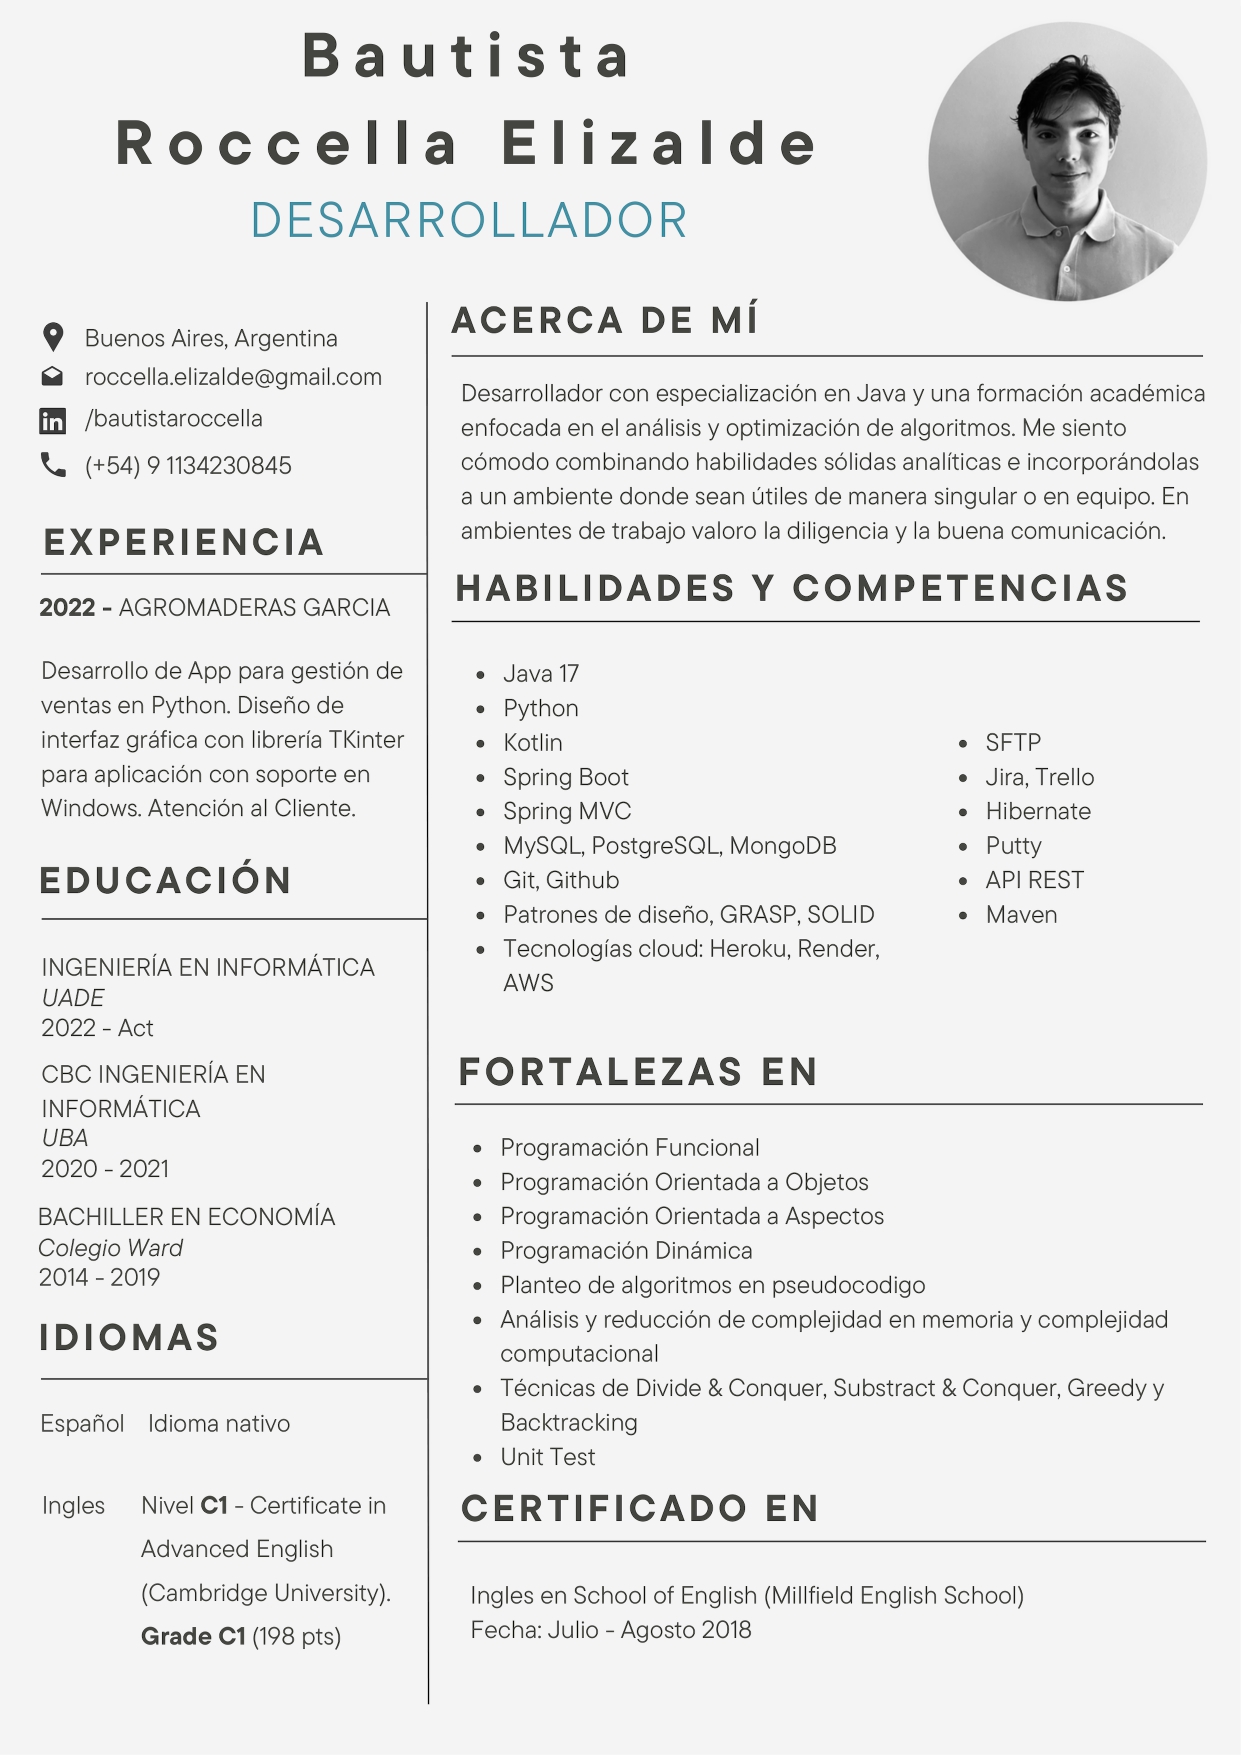 Bautista
Roccella Elizalde
DESARROLLADOR
Buenos Aires, Argentina
roccella.elizalde@gmail.com
/bautistaroccella
(+54) 9 1134230845
EXPERIENCIA
2022 - AGROMADERAS GARCIA
Desarrollo de App para gestión de
ventas en Python. Diseño de
interfaz gráfica con librería TKinter
para aplicación con soporte en
Windows. Atención al Cliente.
EDUCACIÓN
INGENIERÍA EN INFORMÁTICA
UADE
2022 - Act
CBC INGENIERÍA EN
INFORMÁTICA
UBA
2020 - 2021
BACHILLER EN ECONOMÍA
Colegio Ward
2014 - 2019
IDIOMAS
Español Idioma nativo
Ingles Nivel C1 - Certificate in
Advanced English
(Cambridge University).
Grade C1 (198 pts)
ACERCA DE MÍ
Desarrollador con especialización en Java y una formación académica
enfocada en el análisis y optimización de algoritmos. Me siento
cómodo combinando habilidades sólidas analíticas e incorporándolas
a un ambiente donde sean útiles de manera singular o en equipo. En
ambientes de trabajo valoro la diligencia y la buena comunicación.
HABILIDADES Y COMPETENCIAS
• Java 17
• Python
• Kotlin
• Spring Boot
• Spring MVC
• MySQL, PostgreSQL, MongoDB
• Git, Github
• Patrones de diseño, GRASP, SOLID
• Tecnologías cloud: Heroku, Render,
AWS
• SFTP
• Jira, Trello
• Hibernate
• Putty
• API REST
• Maven
FORTALEZAS EN
• Programación Funcional
• Programación Orientada a Objetos
• Programación Orientada a Aspectos
• Programación Dinámica
• Planteo de algoritmos en pseudocodigo
• Análisis y reducción de complejidad en memoria y complejidad
computacional
• Técnicas de Divide & Conquer, Substract & Conquer, Greedy y
Backtracking
• Unit Test
CERTIFICADO EN
Ingles en School of English (Millfield English School)
Fecha: Julio - Agosto 2018